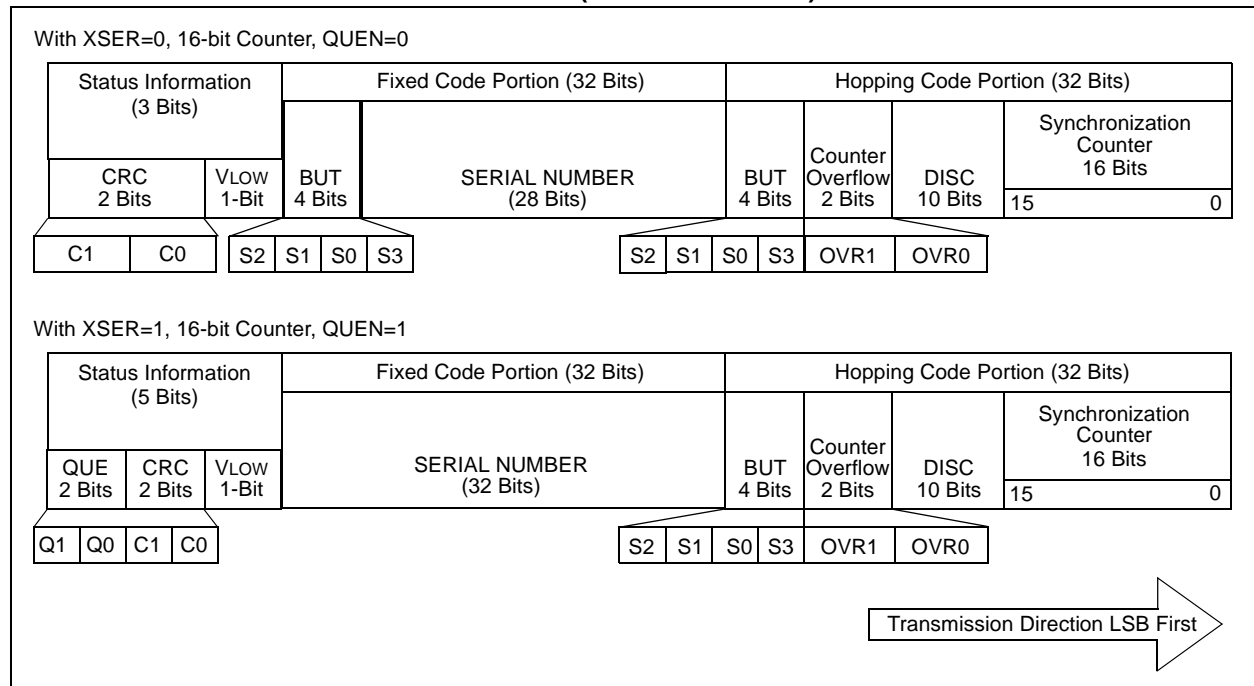 With XSER=0, 16-bit Counter, QUEN=0
Status Information
(3 Bits)
Fixed Code Portion (32 Bits)
Hopping Code Portion (32 Bits)
CRC
2 Bits
VLOW
1-Bit
BUT
4 Bits
SERIAL NUMBER
(28 Bits)
BUT
4 Bits
Counter
Overflow
2 Bits
DISC
10 Bits
Synchronization
Counter
16 Bits
15 0
C1 C0
S2 S1 S0 S3
S2 S1 S0 S3 OVR1 OVR0
With XSER=1, 16-bit Counter, QUEN=1
Status Information
(5 Bits)
Fixed Code Portion (32 Bits)
Hopping Code Portion (32 Bits)
QUE
2 Bits
CRC
2 Bits
VLOW
1-Bit
SERIAL NUMBER
(32 Bits)
BUT
4 Bits
Counter
Overflow
2 Bits
DISC
10 Bits
Synchronization
Counter
16 Bits
15 0
Q1 Q0 C1 C0
S2 S1 S0 S3 OVR1 OVR0
Transmission Direction LSB First